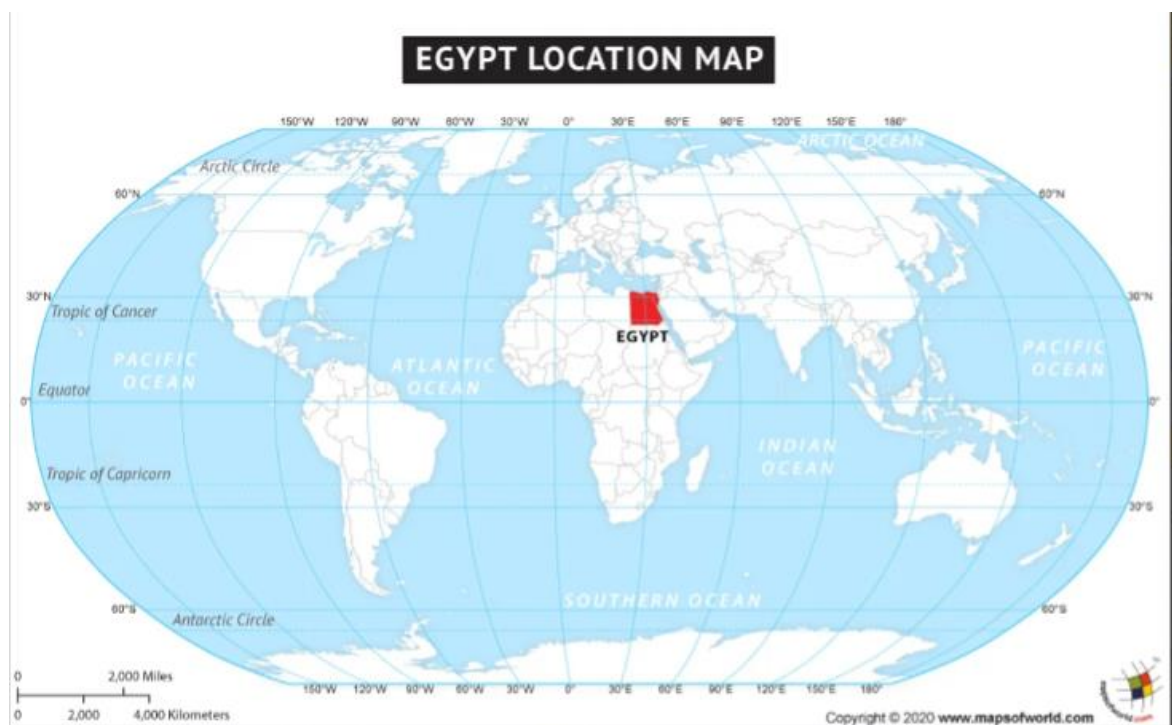 EGYPT LOCATION MAP
150°W 120°W 90°W 60°W 30°W 0° 30°E 60°E 90°E 120°E 150°E 180°
ARCTIC OCEAN
Arctic Circle
60°N 60°N
30°N 30°N
Tropic of Cancer
EGYPT
PACIFIC
OCEAN
ATLANTIC
OCEAN
PACIFIC
OCEAN
Equator
0° 0°
INDIAN
OCEAN
Tropic of Capricorn
30°S 30°S
SOUTHERN OCEAN
60°S 60°S
Antarctic Circle
150°W 120°W 90°W 60°W 30°W 0° 30°E 60°E 90°E 120°E 150°E 180°
0 2,000 Miles
0 2,000 4,000 Kilometers
mapsofworld
Copyright © 2020 www.mapsofworld.com